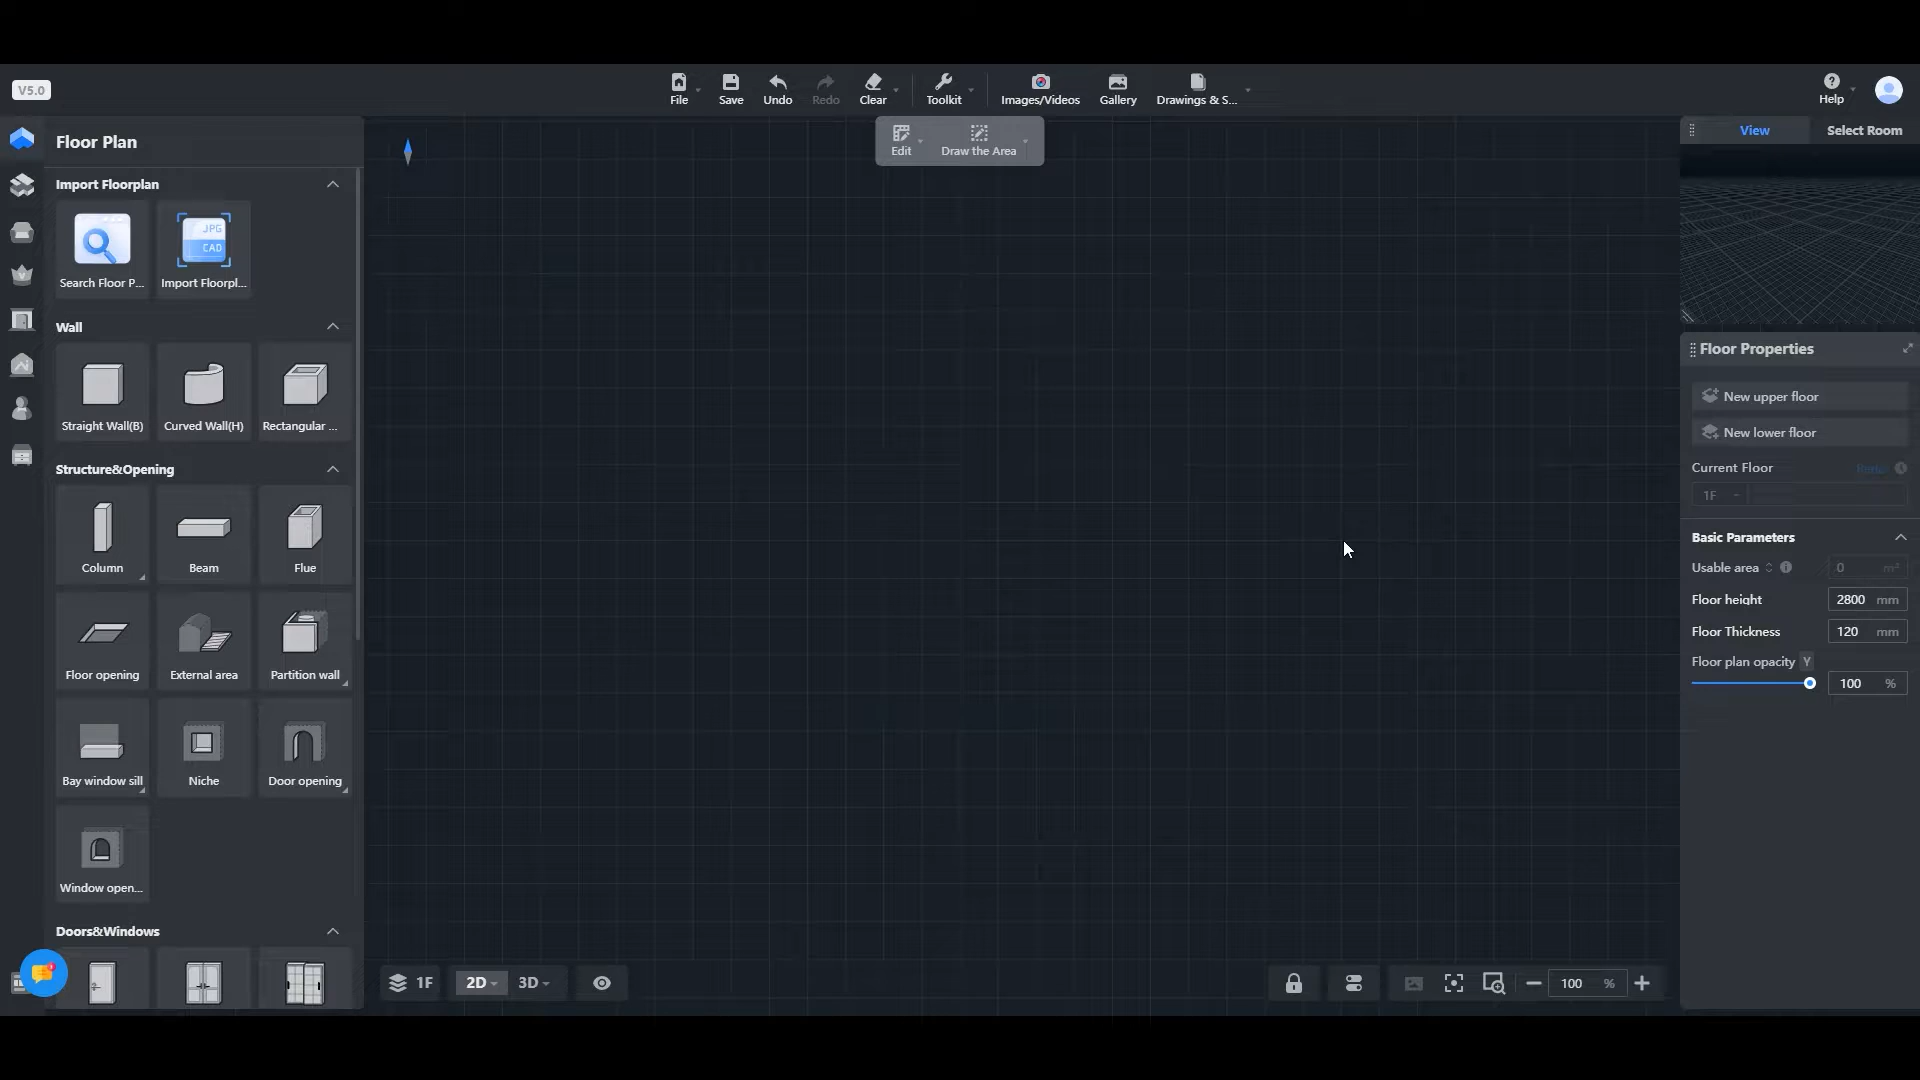 V5.0
File
Save
Undo
Redo
Clear
Toolkit
Images/Videos
Gallery
Drawings & S...
Help
Edit
Draw the Area
View
Select Room
Floor Plan
Import Floorplan
JPG
CAD
Search Floor P...
Import Floorpl...
Wall
Straight Wall(B)
Curved Wall(H)
Rectangular ...
Structure&Opening
Column
Beam
Flue
Floor opening
External area
Partition wall
Bay window sill
Niche
Door opening
Window open...
Doors&Windows
Floor Properties
New upper floor
New lower floor
Current Floor
1F
Basic Parameters
Usable area 0 m²
Floor height 2800 mm
Floor Thickness 120 mm
Floor plan opacity Y
100 %
1F
2D
3D
100 %